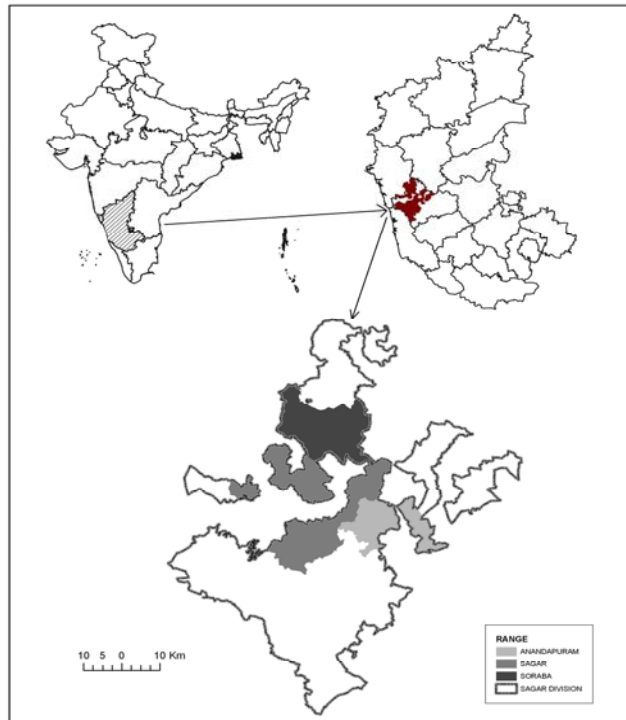 10 5 0 10 Km
RANGE
ANANDAPURAM
SAGAR
SORABA
SAGAR DIVISION